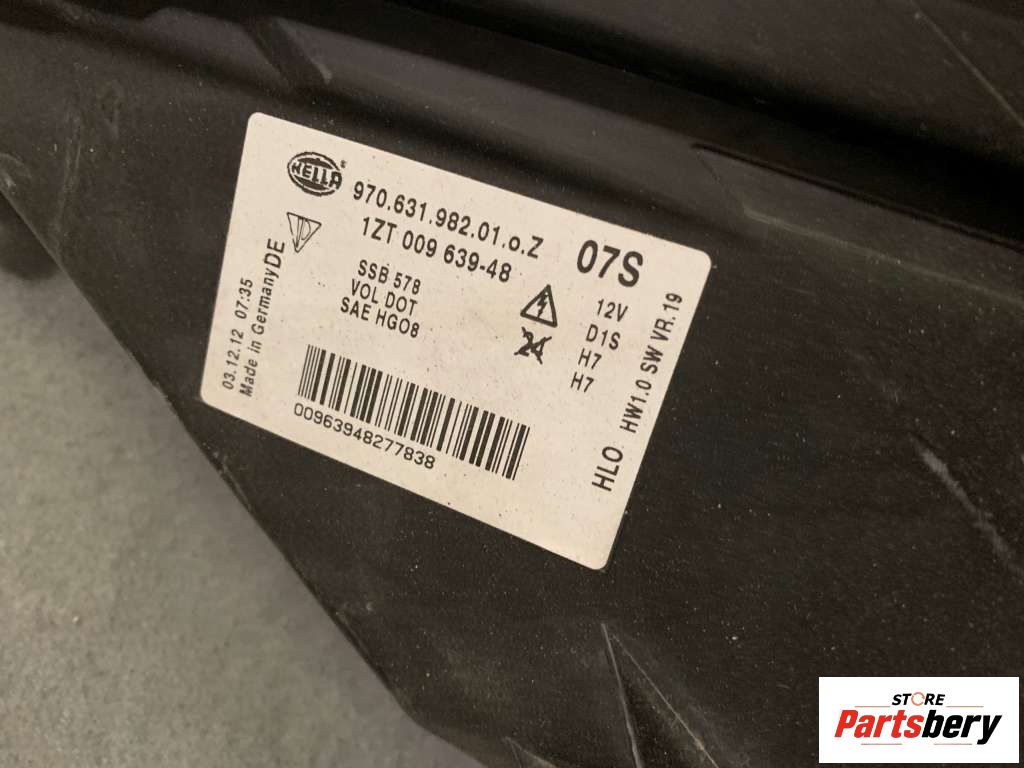 HELLA
970.631.982.01.o.Z 07S
1ZT 009 639-48
SSB 578
VOL DOT
SAE HG08
12V
D1S
H7
H7
24
HLO HW1.0 SW VR.19
03.12.12 07:35
Made in Germany DE
00963948277838
STORE
Partsbery